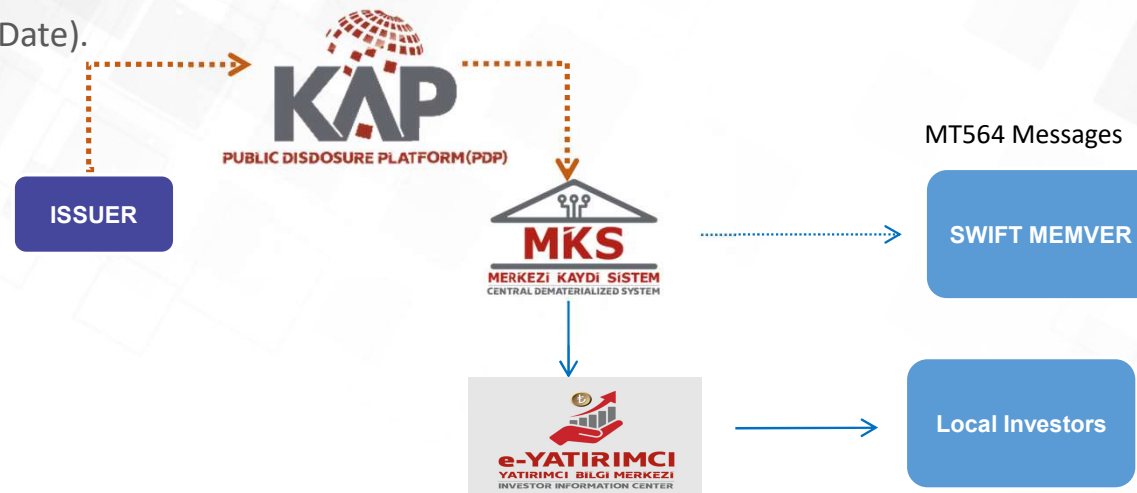 Date).
KAP
PUBLIC DISDOSURE PLATFORM(PDP)
MT564 Messages
ISSUER
SWIFT MEMVER
MKS
MERKEZİ KAYDİ SİSTEM
CENTRAL DEMATERIALIZED SYSTEM
Local Investors
e-YATIRIMCI
YATIRIMCI BİLGİ MERKEZİ
INVESTOR INFORMATION CENTER